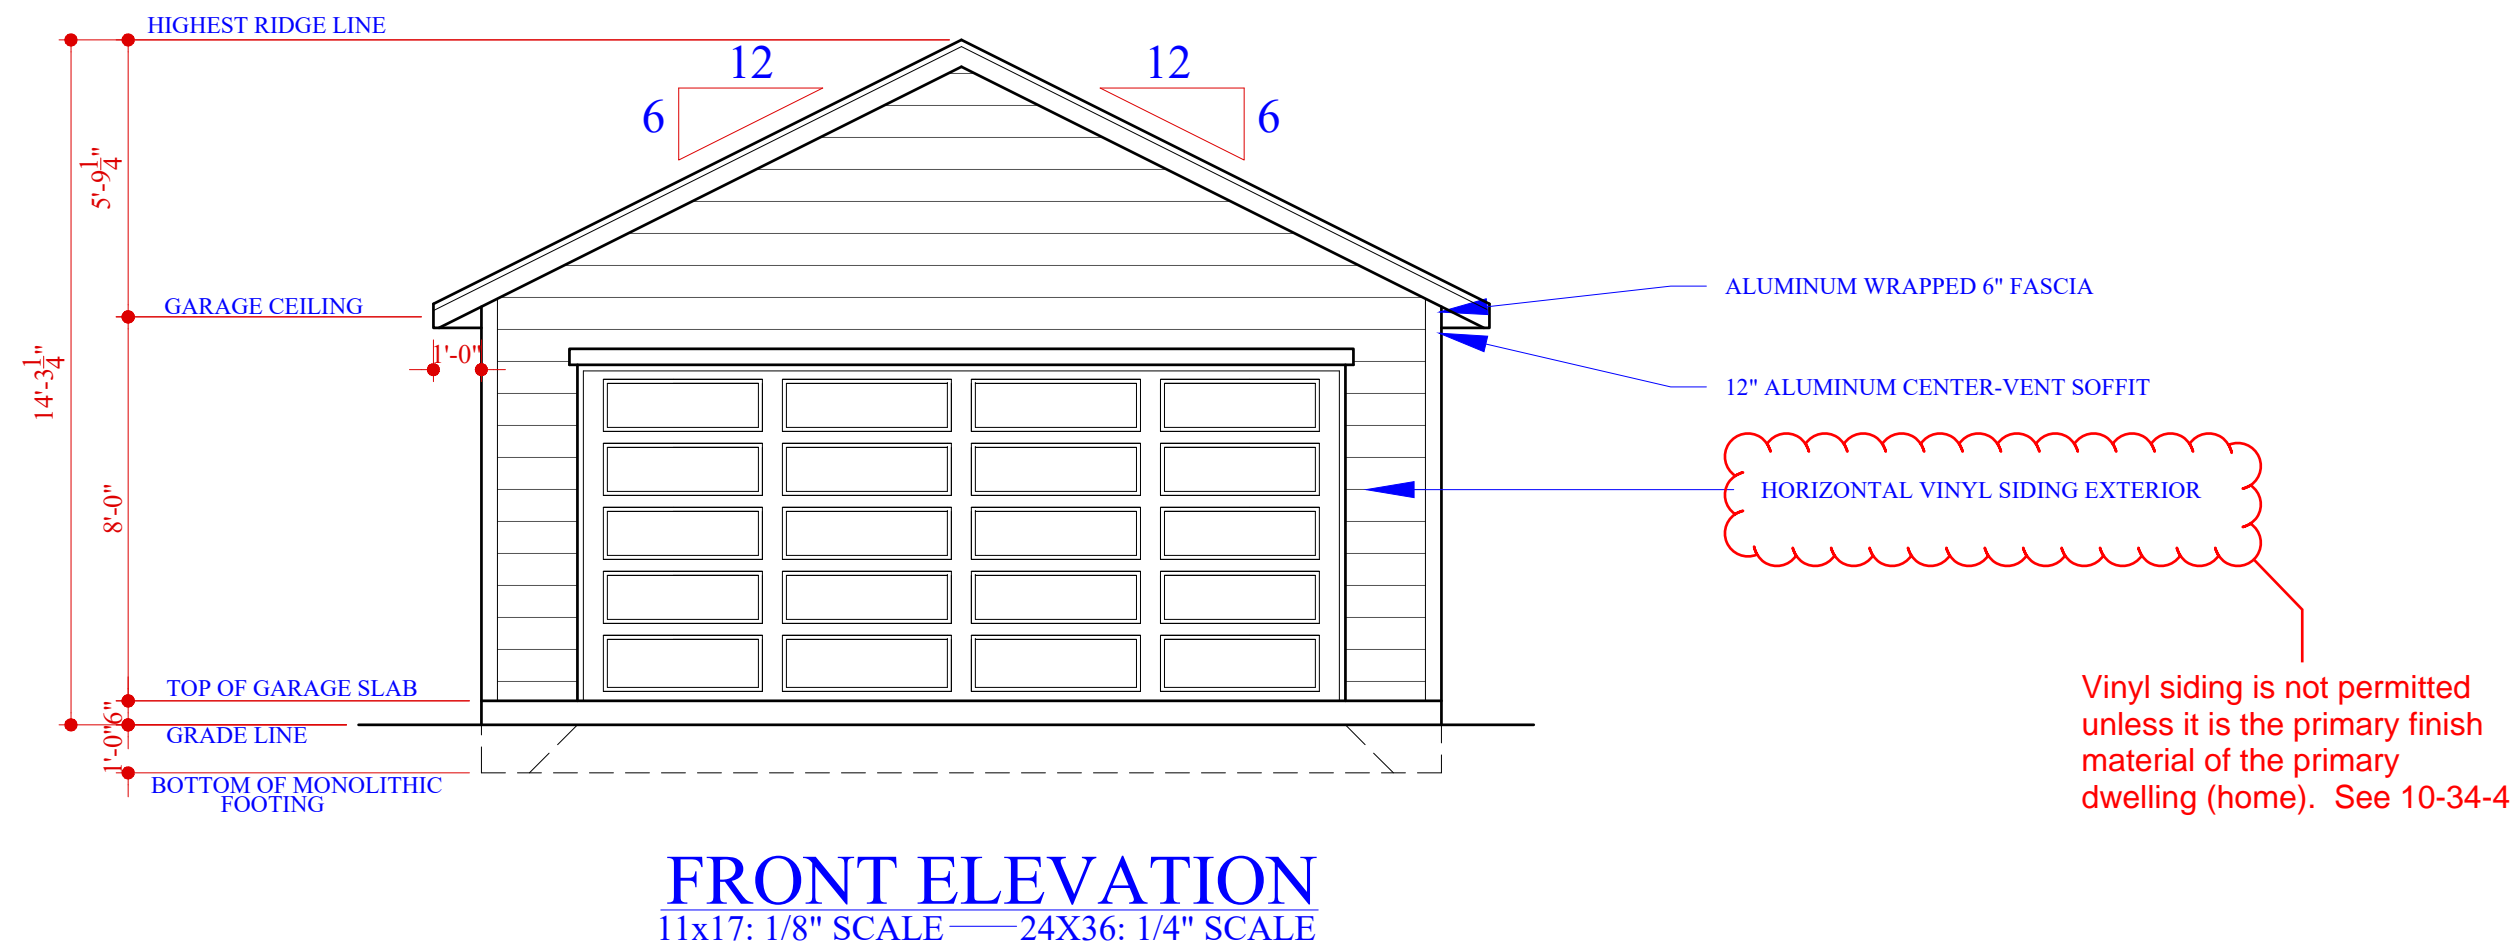 HIGHEST RIDGE LINE
12
12
6
6
5'-9 1/4"
ALUMINUM WRAPPED 6" FASCIA
GARAGE CEILING
1'-0"
14'-3 1/4"
12" ALUMINUM CENTER-VENT SOFFIT
HORIZONTAL VINYL SIDING EXTERIOR
8'-0"
TOP OF GARAGE SLAB
6"
GRADE LINE
1'-0"
BOTTOM OF MONOLITHIC
FOOTING
Vinyl siding is not permitted
unless it is the primary finish
material of the primary
dwelling (home). See 10-34-4
FRONT ELEVATION
11x17: 1/8" SCALE 24X36: 1/4" SCALE